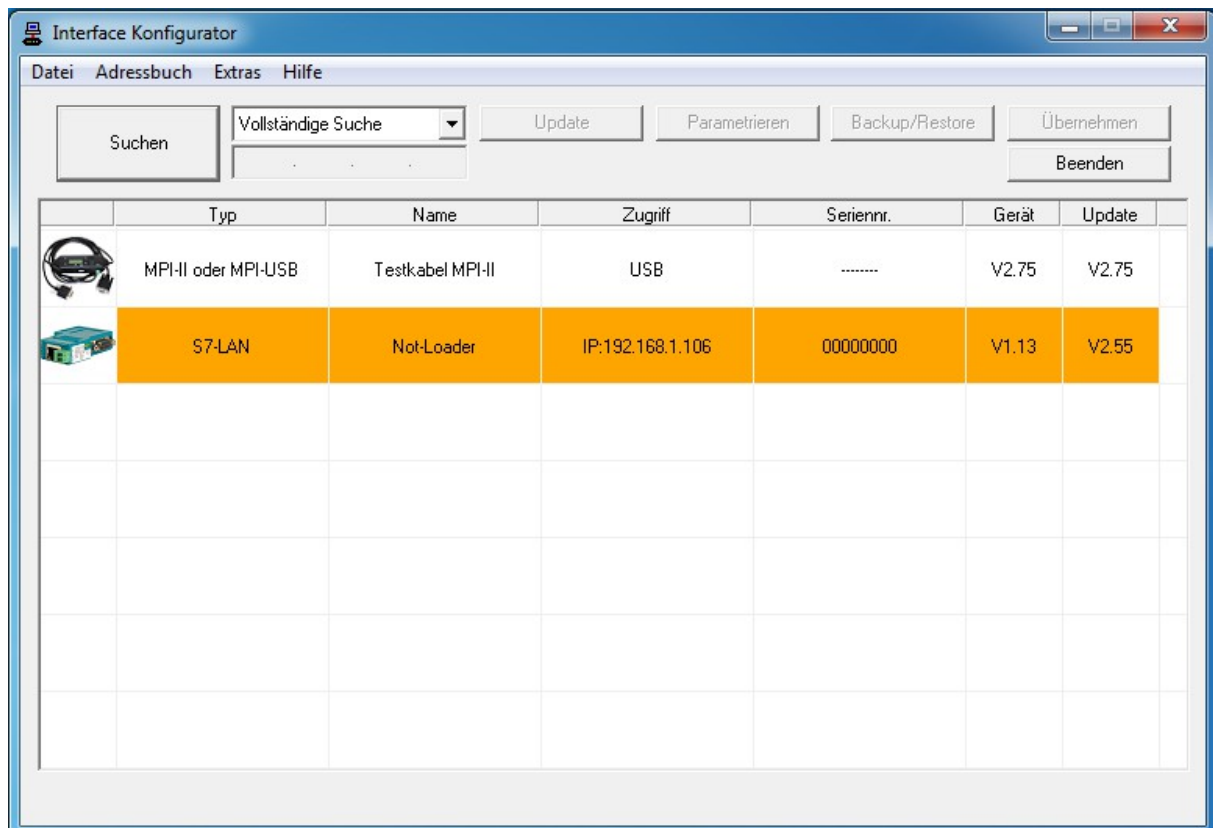 Interface Konfigurator
Datei Adressbuch Extras Hilfe
Suchen
Vollständige Suche
Update Parametrieren Backup/Restore Übernehmen
Beenden
Typ Name Zugriff Seriennr. Gerät Update
MPI-II oder MPI-USB Testkabel MPI-II USB -------- V2.75 V2.75
S7-LAN Not-Loader IP:192.168.1.106 00000000 V1.13 V2.55